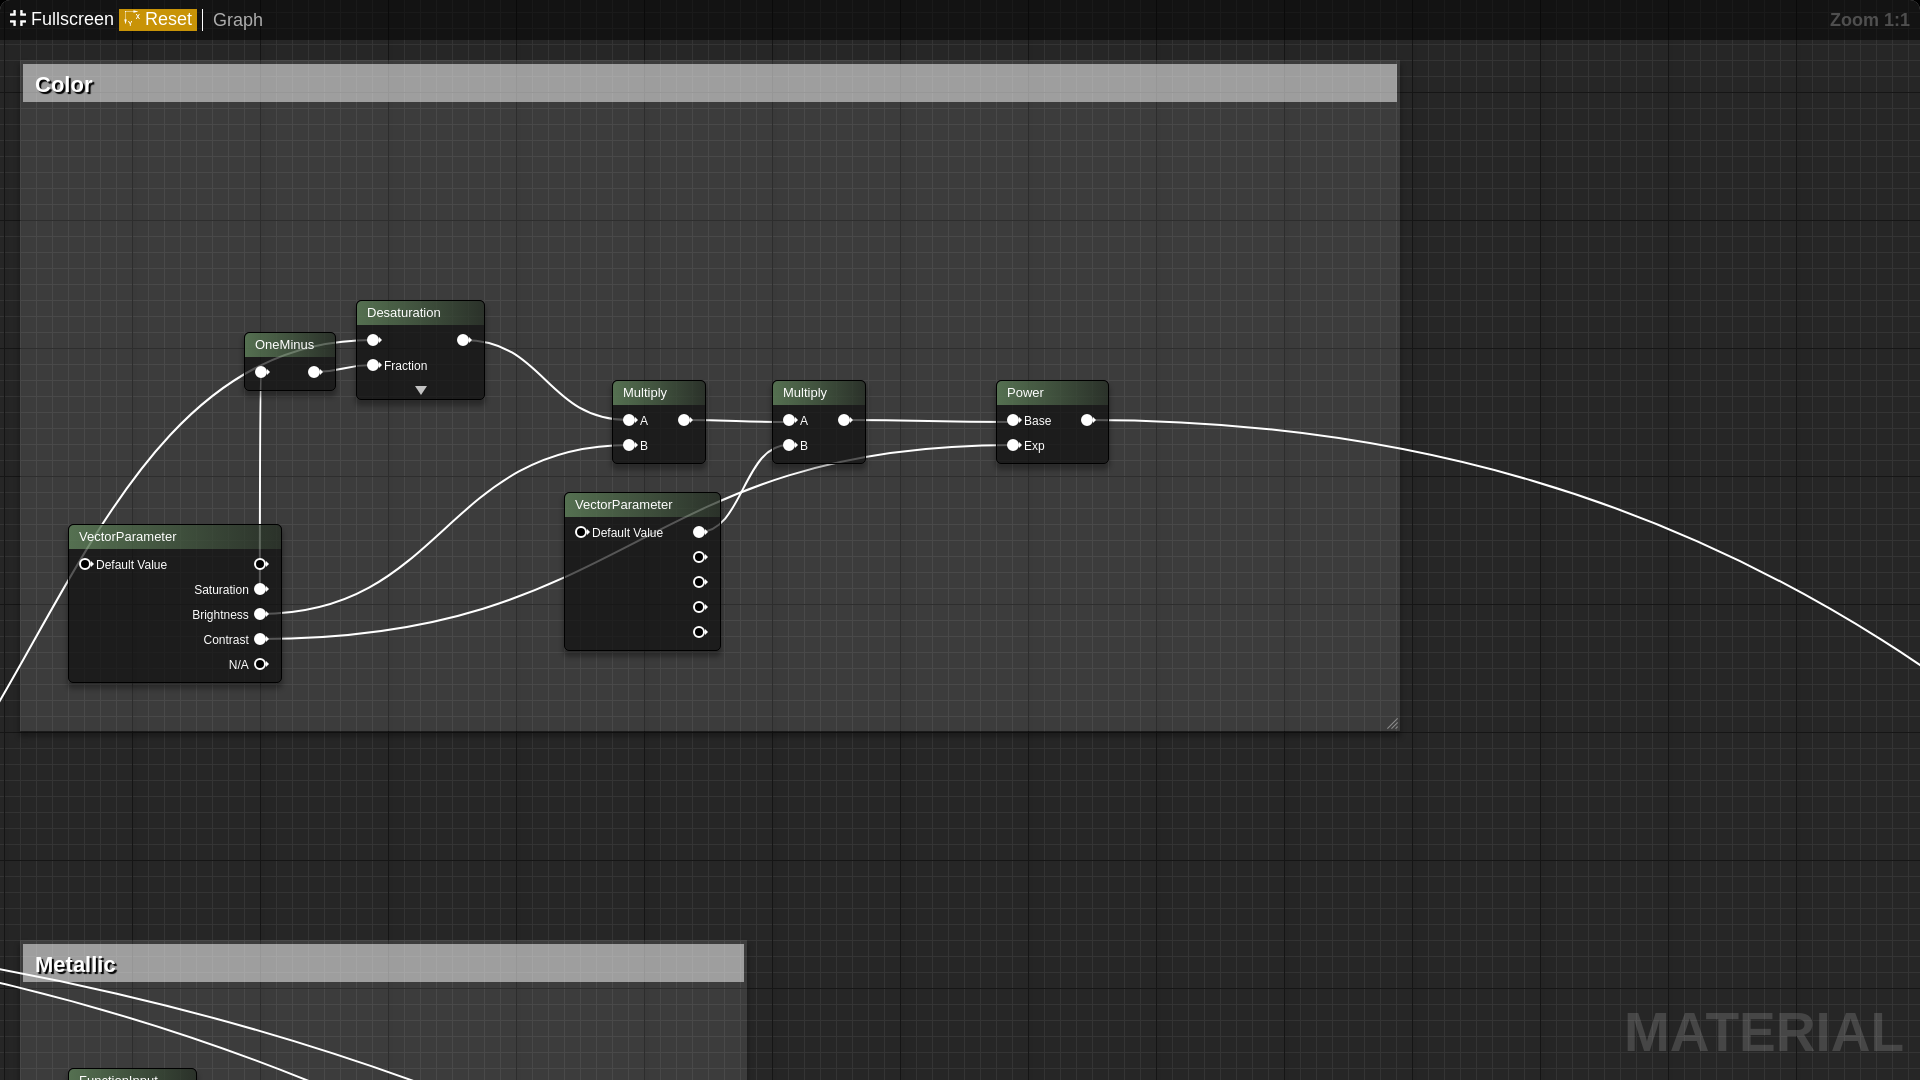 Fullscreen Reset Graph Zoom 1:1
Color
Desaturation
OneMinus
Fraction
Multiply Multiply Power
A A Base
B B Exp
VectorParameter
Default Value
VectorParameter
Default Value
Saturation
Brightness
Contrast
N/A
Metallic
MATERIAL
FunctionInput